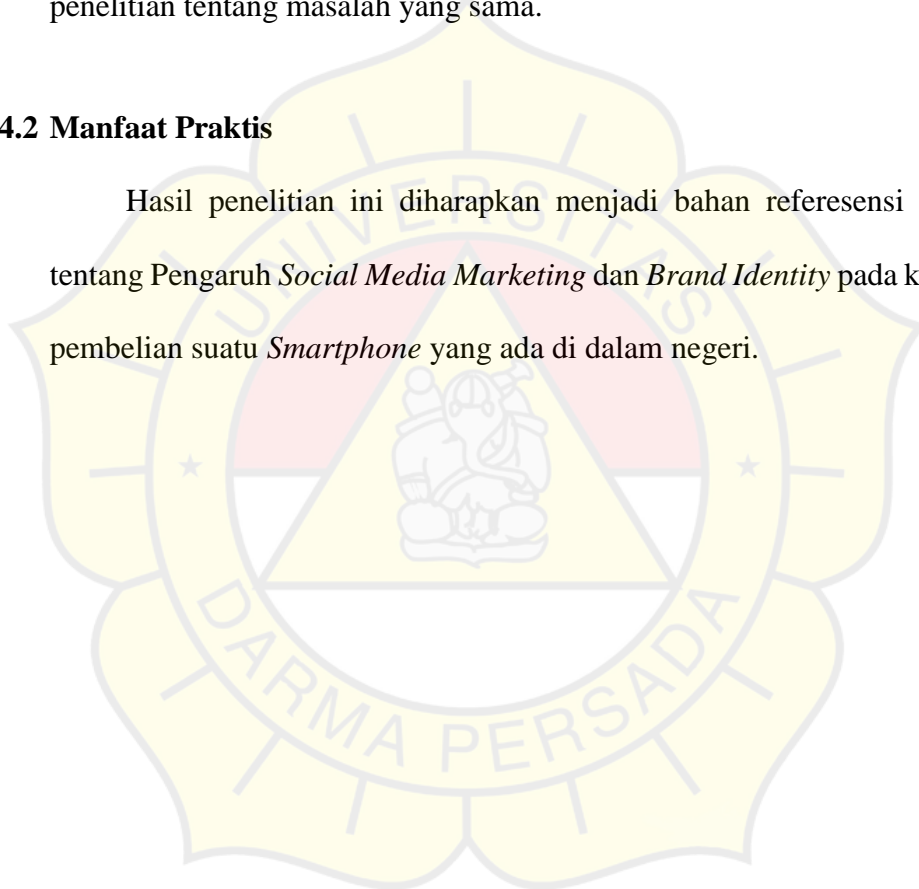 penelitian tentang masalah yang sama.
4.2 Manfaat Praktis
Hasil penelitian ini diharapkan menjadi bahan referesensi
tentang Pengaruh Social Media Marketing dan Brand Identity pada k
pembelian suatu Smartphone yang ada di dalam negeri.
UNIVERSITAS
DARMA PERSADA